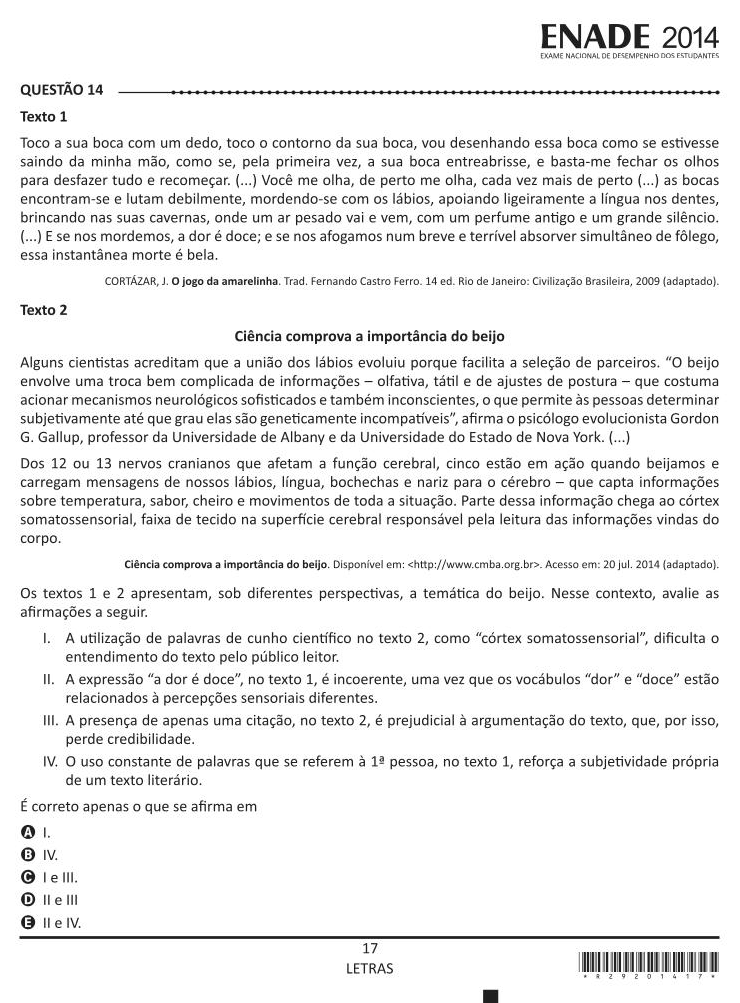 ENADE 2014
EXAME NACIONAL DE DESEMPENHO DOS ESTUDANTES
QUESTÃO 14
Texto 1
Toco a sua boca com um dedo, toco o contorno da sua boca, vou desenhando essa boca como se estivesse
saindo da minha mão, como se, pela primeira vez, a sua boca entreabrisse, e basta-me fechar os olhos
para desfazer tudo e recomeçar. (...) Você me olha, de perto me olha, cada vez mais de perto (...) as bocas
encontram-se e lutam debilmente, mordendo-se com os lábios, apoiando ligeiramente a língua nos dentes,
brincando nas suas cavernas, onde um ar pesado vai e vem, com um perfume antigo e um grande silêncio.
(...) E se nos mordemos, a dor é doce; e se nos afogamos num breve e terrível absorver simultâneo de fôlego,
essa instantânea morte é bela.
CORTÁZAR, J. O jogo da amarelinha. Trad. Fernando Castro Ferro. 14 ed. Rio de Janeiro: Civilização Brasileira, 2009 (adaptado).
Texto 2
Ciência comprova a importância do beijo
Alguns cientistas acreditam que a união dos lábios evoluiu porque facilita a seleção de parceiros. “O beijo
envolve uma troca bem complicada de informações – olfativa, tátil e de ajustes de postura – que costuma
acionar mecanismos neurológicos sofisticados e também inconscientes, o que permite às pessoas determinar
subjetivamente até que grau elas são geneticamente incompatíveis”, afirma o psicólogo evolucionista Gordon
G. Gallup, professor da Universidade de Albany e da Universidade do Estado de Nova York. (...)
Dos 12 ou 13 nervos cranianos que afetam a função cerebral, cinco estão em ação quando beijamos e
carregam mensagens de nossos lábios, língua, bochechas e nariz para o cérebro – que capta informações
sobre temperatura, sabor, cheiro e movimentos de toda a situação. Parte dessa informação chega ao córtex
somatossensorial, faixa de tecido na superfície cerebral responsável pela leitura das informações vindas do
corpo.
Ciência comprova a importância do beijo. Disponível em: <http://www.cmba.org.br>. Acesso em: 20 jul. 2014 (adaptado).
Os textos 1 e 2 apresentam, sob diferentes perspectivas, a temática do beijo. Nesse contexto, avalie as
afirmações a seguir.
I. A utilização de palavras de cunho científico no texto 2, como “córtex somatossensorial”, dificulta o
entendimento do texto pelo público leitor.
II. A expressão “a dor é doce”, no texto 1, é incoerente, uma vez que os vocábulos “dor” e “doce” estão
relacionados à percepções sensoriais diferentes.
III. A presença de apenas uma citação, no texto 2, é prejudicial à argumentação do texto, que, por isso,
perde credibilidade.
IV. O uso constante de palavras que se referem à 1ª pessoa, no texto 1, reforça a subjetividade própria
de um texto literário.
É correto apenas o que se afirma em
A I.
B IV.
C I e III.
D II e III
E II e IV.
17
LETRAS
* R 2 9 2 0 1 4 1 7 *